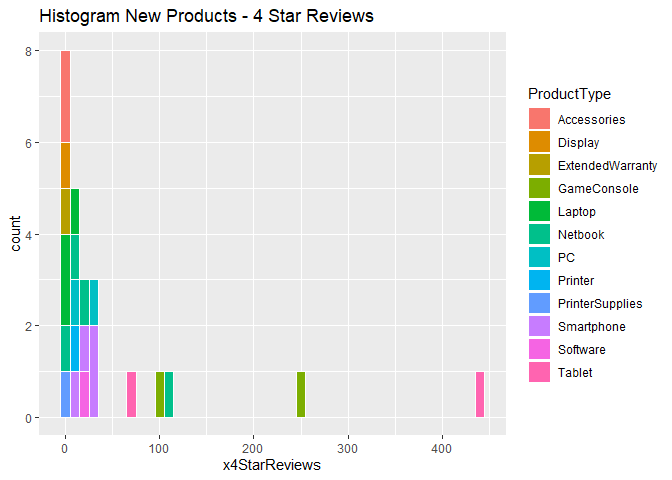 Histogram New Products - 4 Star Reviews
8
6
4
2
0
count
0 100 200 300 400
x4StarReviews
ProductType
Accessories
Display
ExtendedWarranty
GameConsole
Laptop
Netbook
PC
Printer
PrinterSupplies
Smartphone
Software
Tablet